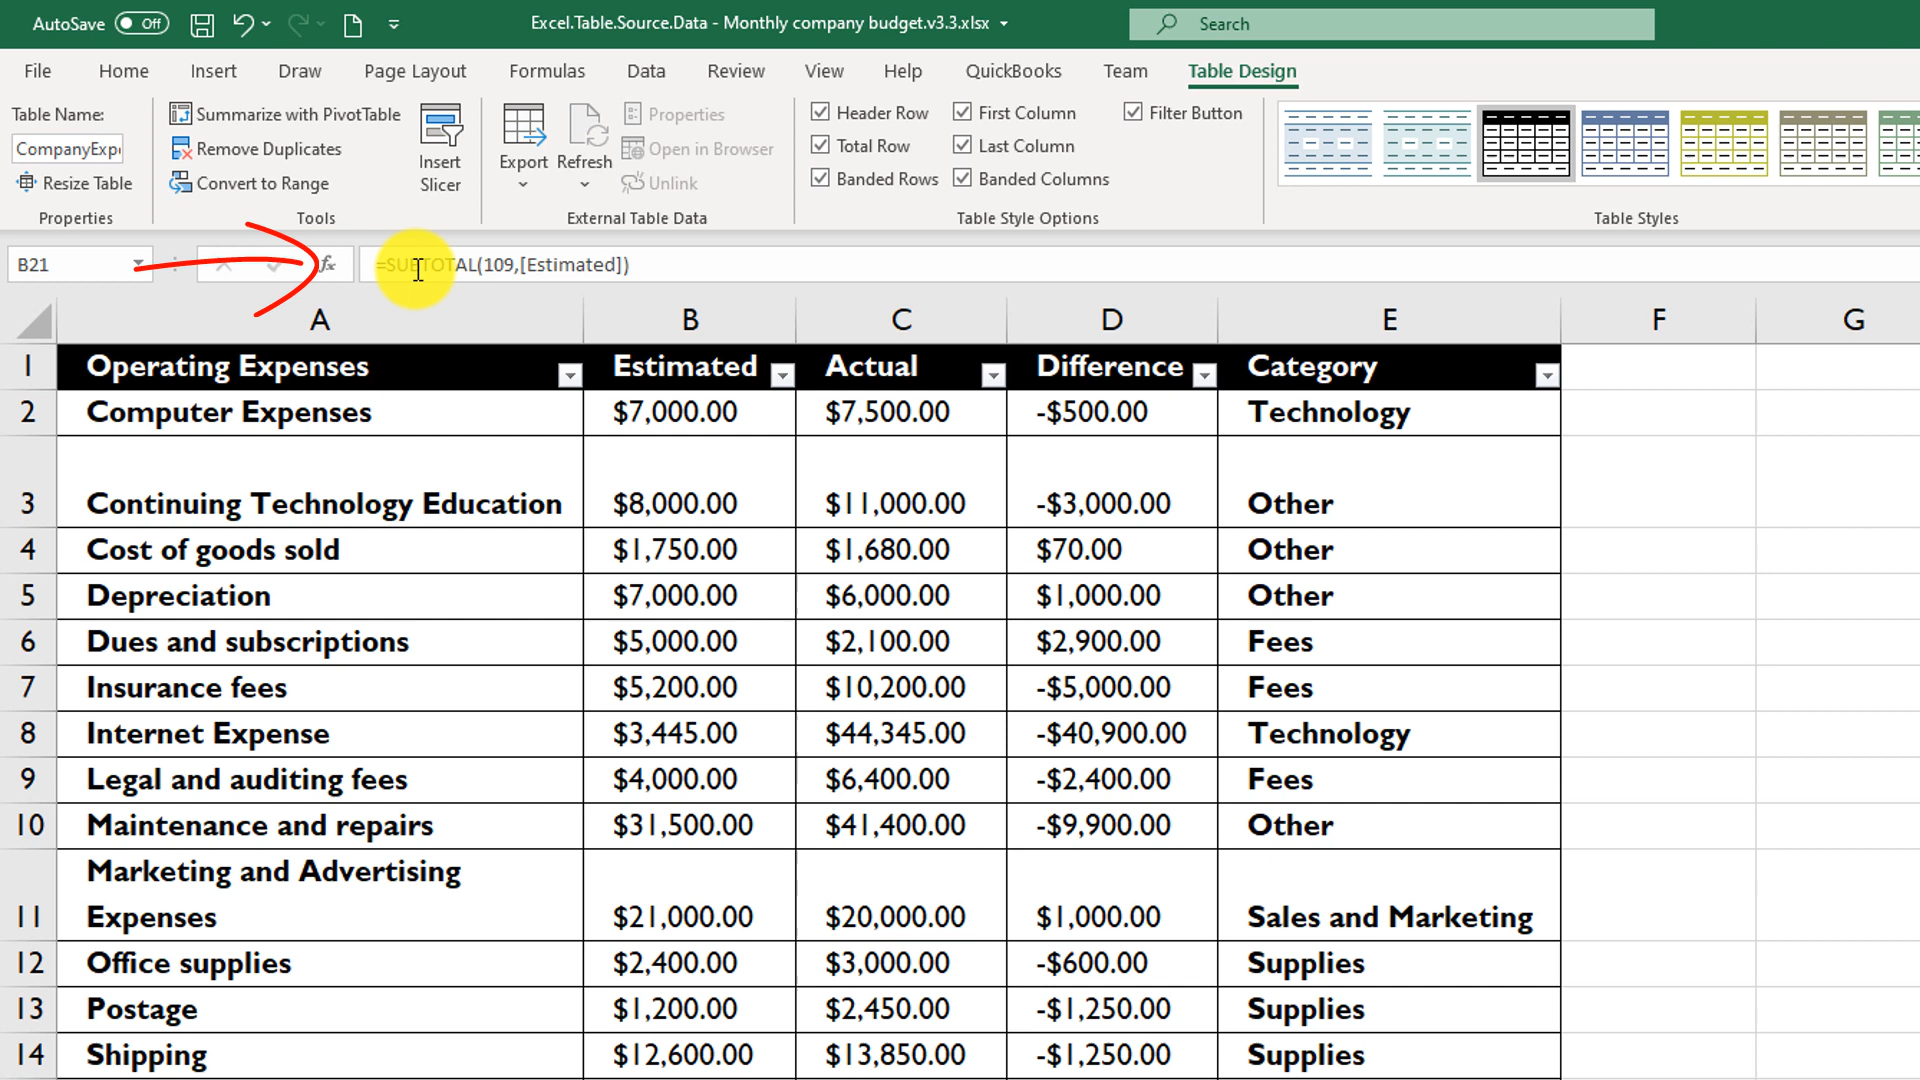 AutoSave Off Excel.Table.Source.Data - Monthly company budget.v3.3.xlsx Search
File Home Insert Draw Page Layout Formulas Data Review View Help QuickBooks Team Table Design
Table Name:
CompanyExp
Resize Table
Properties
Summarize with PivotTable
Remove Duplicates
Convert to Range
Insert
Slicer
Tools
Export Refresh
Properties
Open in Browser
Unlink
External Table Data
Header Row First Column Filter Button
Total Row Last Column
Banded Rows Banded Columns
Table Style Options
Table Styles
B21 fx =SUBTOTAL(109,[Estimated])
A B C D E F G
1 Operating Expenses Estimated Actual Difference Category
2 Computer Expenses $7,000.00 $7,500.00 -$500.00 Technology
3 Continuing Technology Education $8,000.00 $11,000.00 -$3,000.00 Other
4 Cost of goods sold $1,750.00 $1,680.00 $70.00 Other
5 Depreciation $7,000.00 $6,000.00 $1,000.00 Other
6 Dues and subscriptions $5,000.00 $2,100.00 $2,900.00 Fees
7 Insurance fees $5,200.00 $10,200.00 -$5,000.00 Fees
8 Internet Expense $3,445.00 $44,345.00 -$40,900.00 Technology
9 Legal and auditing fees $4,000.00 $6,400.00 -$2,400.00 Fees
10 Maintenance and repairs $31,500.00 $41,400.00 -$9,900.00 Other
Marketing and Advertising
11 Expenses $21,000.00 $20,000.00 $1,000.00 Sales and Marketing
12 Office supplies $2,400.00 $3,000.00 -$600.00 Supplies
13 Postage $1,200.00 $2,450.00 -$1,250.00 Supplies
14 Shipping $12,600.00 $13,850.00 -$1,250.00 Supplies